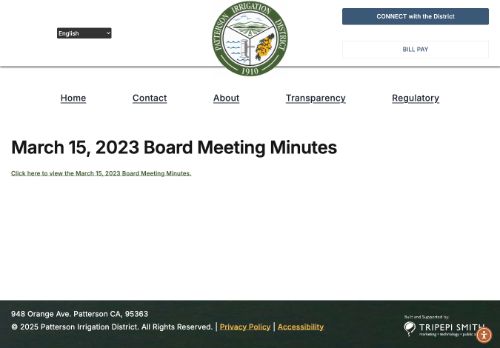 English
PATTERSON IRRIGATION DISTRICT
1910
CONNECT with the District
BILL PAY
Home
Contact
About
Transparency
Regulatory
March 15, 2023 Board Meeting Minutes
Click here to view the March 15, 2023 Board Meeting Minutes.
948 Orange Ave. Patterson CA, 95363
© 2025 Patterson Irrigation District. All Rights Reserved. | Privacy Policy | Accessibility
Built and Supported by:
TRIPEPI SMITH
marketing • technology • public